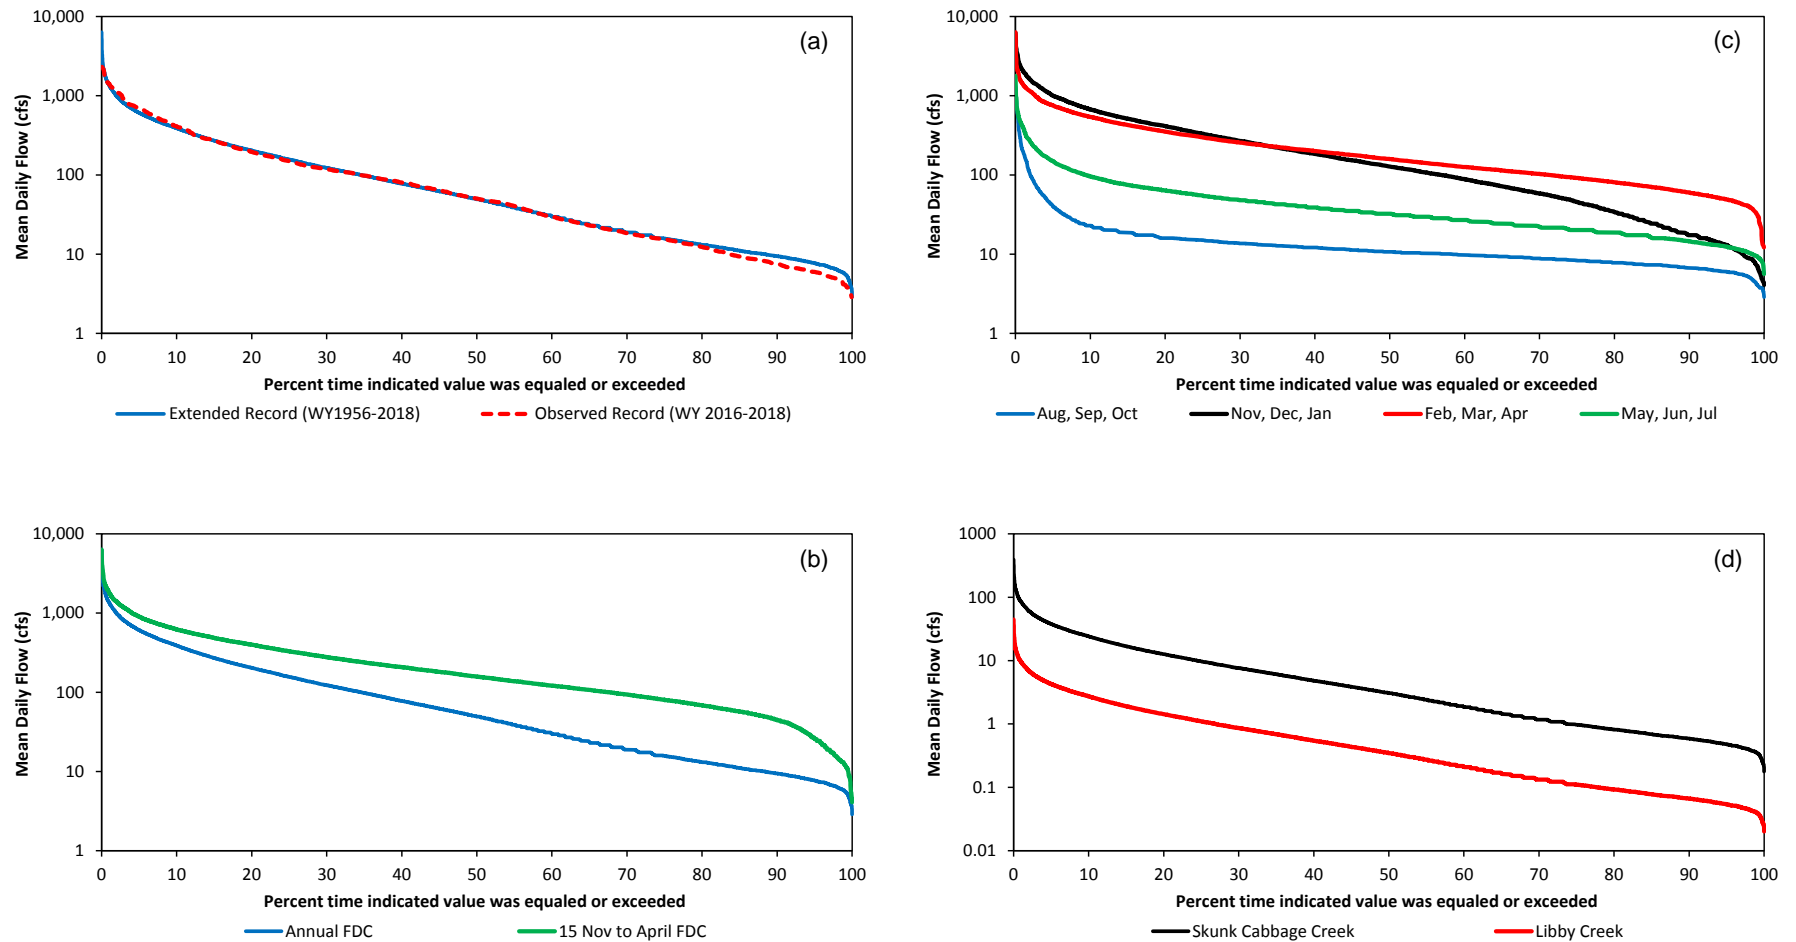 (a)
10,000
1,000
100
10
1
Mean Daily Flow (cfs)
0 10 20 30 40 50 60 70 80 90 100
Percent time indicated value was equaled or exceeded
Extended Record (WY1956-2018) Observed Record (WY 2016-2018)
(c)
10,000
1,000
100
10
1
Mean Daily Flow (cfs)
0 10 20 30 40 50 60 70 80 90 100
Percent time indicated value was equaled or exceeded
Aug, Sep, Oct Nov, Dec, Jan Feb, Mar, Apr May, Jun, Jul
(b)
10,000
1,000
100
10
1
Mean Daily Flow (cfs)
0 10 20 30 40 50 60 70 80 90 100
Percent time indicated value was equaled or exceeded
Annual FDC 15 Nov to April FDC
(d)
1000
100
10
1
0.1
0.01
Mean Daily Flow (cfs)
0 10 20 30 40 50 60 70 80 90 100
Percent time indicated value was equaled or exceeded
Skunk Cabbage Creek Libby Creek